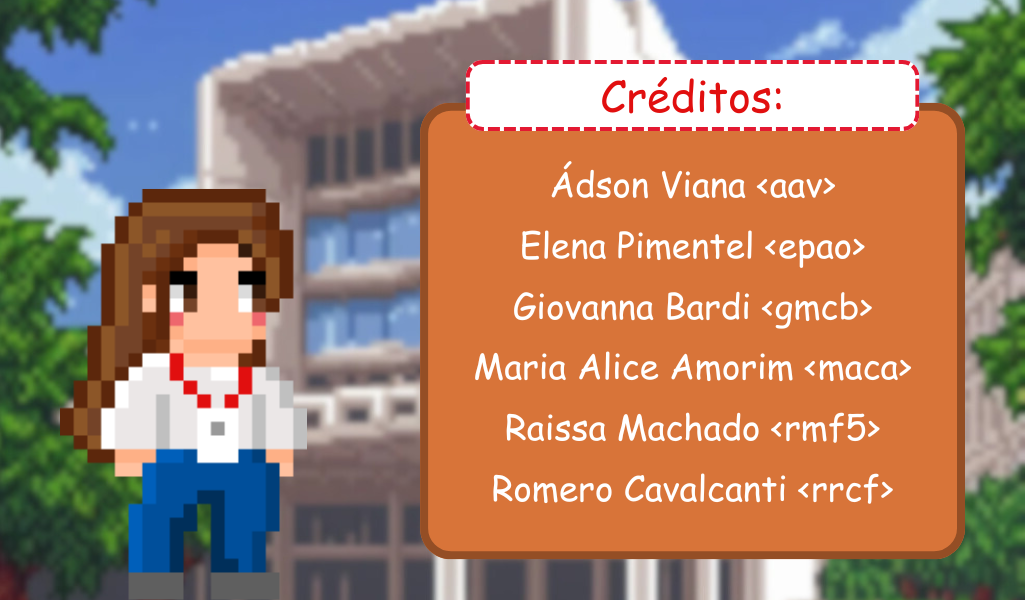 Créditos:
Ádson Viana <aav>
Elena Pimentel <epao>
Giovanna Bardi <gmcb>
Maria Alice Amorim <maca>
Raissa Machado <rmf5>
Romero Cavalcanti <rrcf>